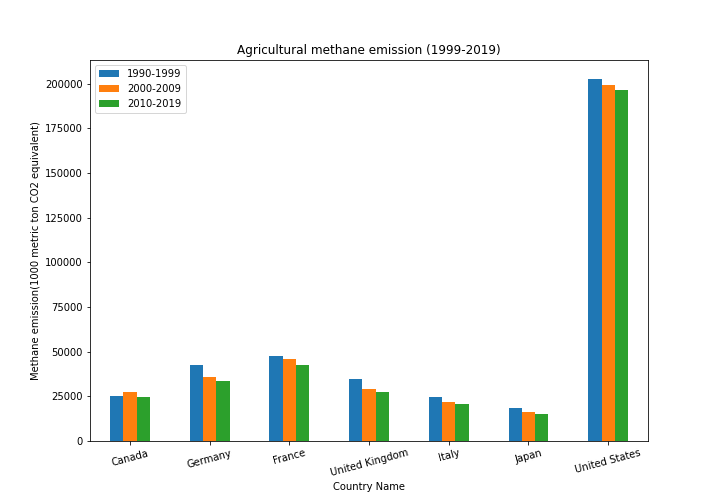 Agricultural methane emission (1999-2019)
1990-1999
2000-2009
2010-2019
Methane emission(1000 metric ton CO2 equivalent)
200000
175000
150000
125000
100000
75000
50000
25000
0
Canada
Germany
France
United Kingdom
Italy
Japan
United States
Country Name